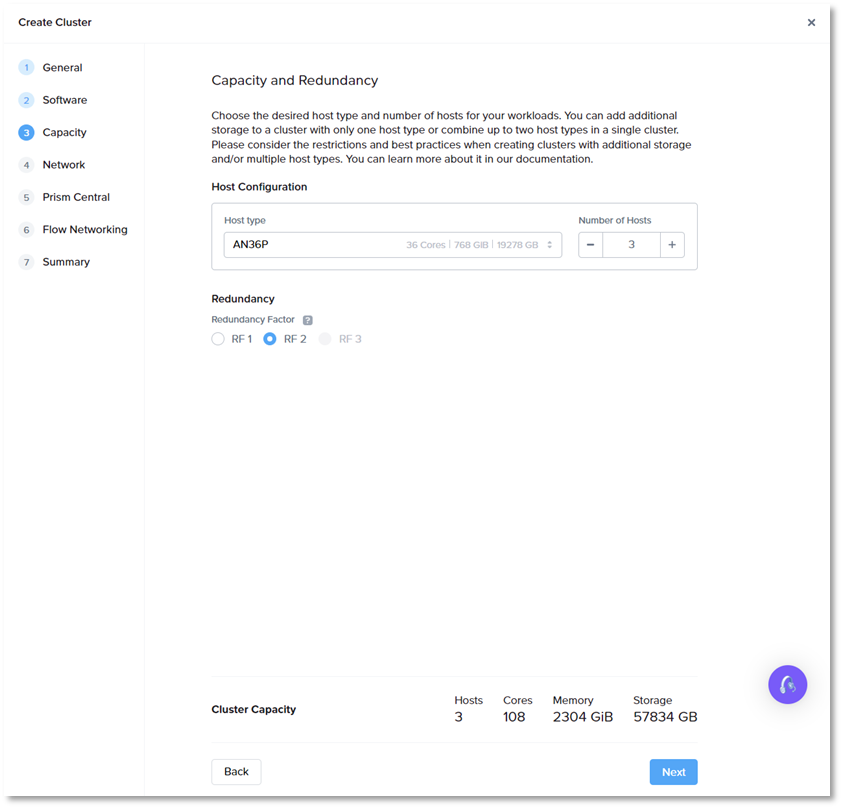 Create Cluster
1 General
2 Software
3 Capacity
4 Network
5 Prism Central
6 Flow Networking
7 Summary
Capacity and Redundancy
Choose the desired host type and number of hosts for your workloads. You can add additional
storage to a cluster with only one host type or combine up to two host types in a single cluster.
Please consider the restrictions and best practices when creating clusters with additional storage
and/or multiple host types. You can learn more about it in our documentation.
Host Configuration
Host type
Number of Hosts
AN36P 36 Cores | 768 GiB | 19278 GB
− 3 +
Redundancy
Redundancy Factor ?
RF 1 RF 2 RF 3
Cluster Capacity
Hosts Cores Memory Storage
3 108 2304 GiB 57834 GB
Back Next